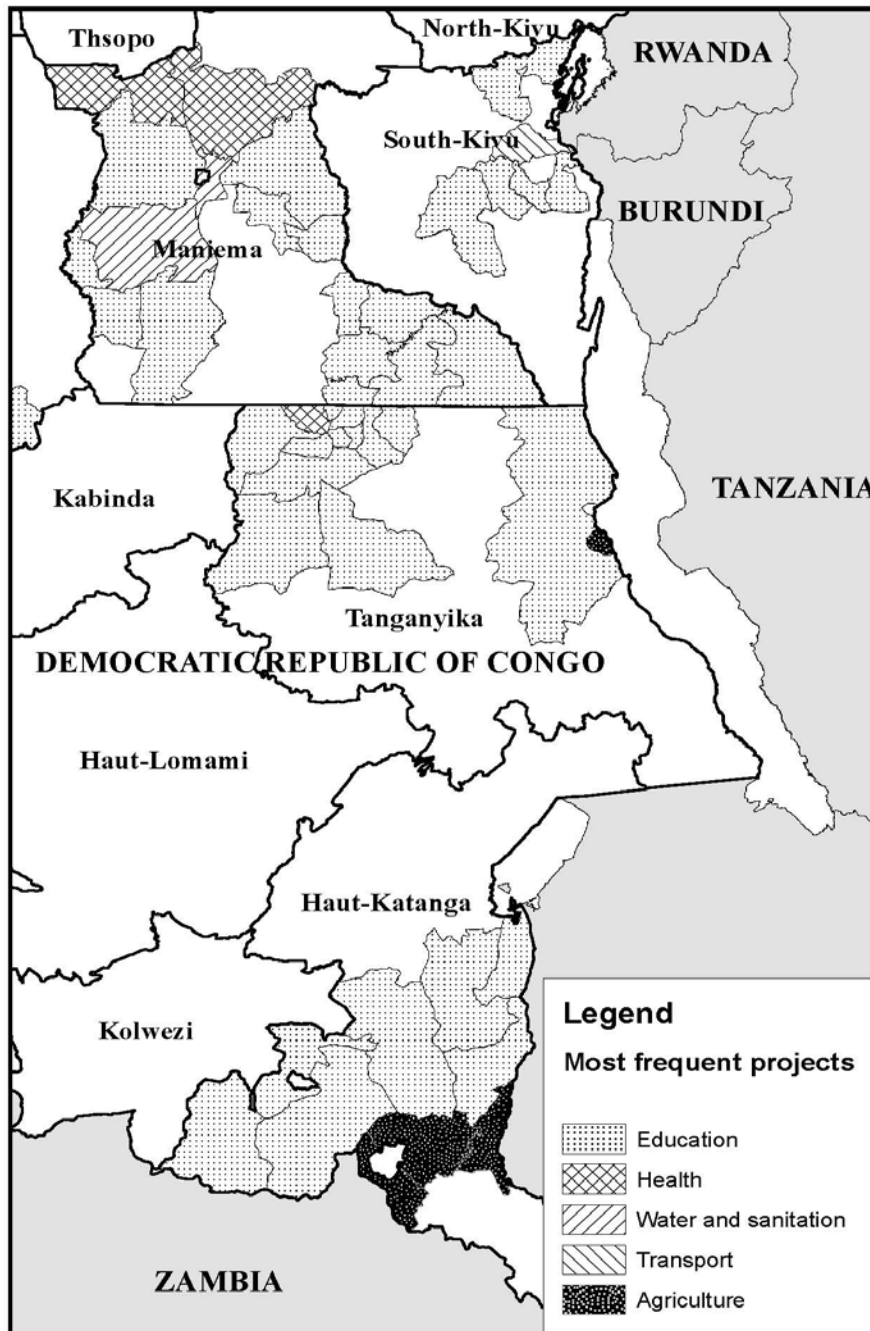 Thsopo
North-Kivu
RWANDA
South-Kivu
BURUNDI
Maniema
Kabinda
TANZANIA
Tanganyika
DEMOCRATIC REPUBLIC OF CONGO
Haut-Lomami
Haut-Katanga
Kolwezi
ZAMBIA
Legend
Most frequent projects
Education
Health
Water and sanitation
Transport
Agriculture